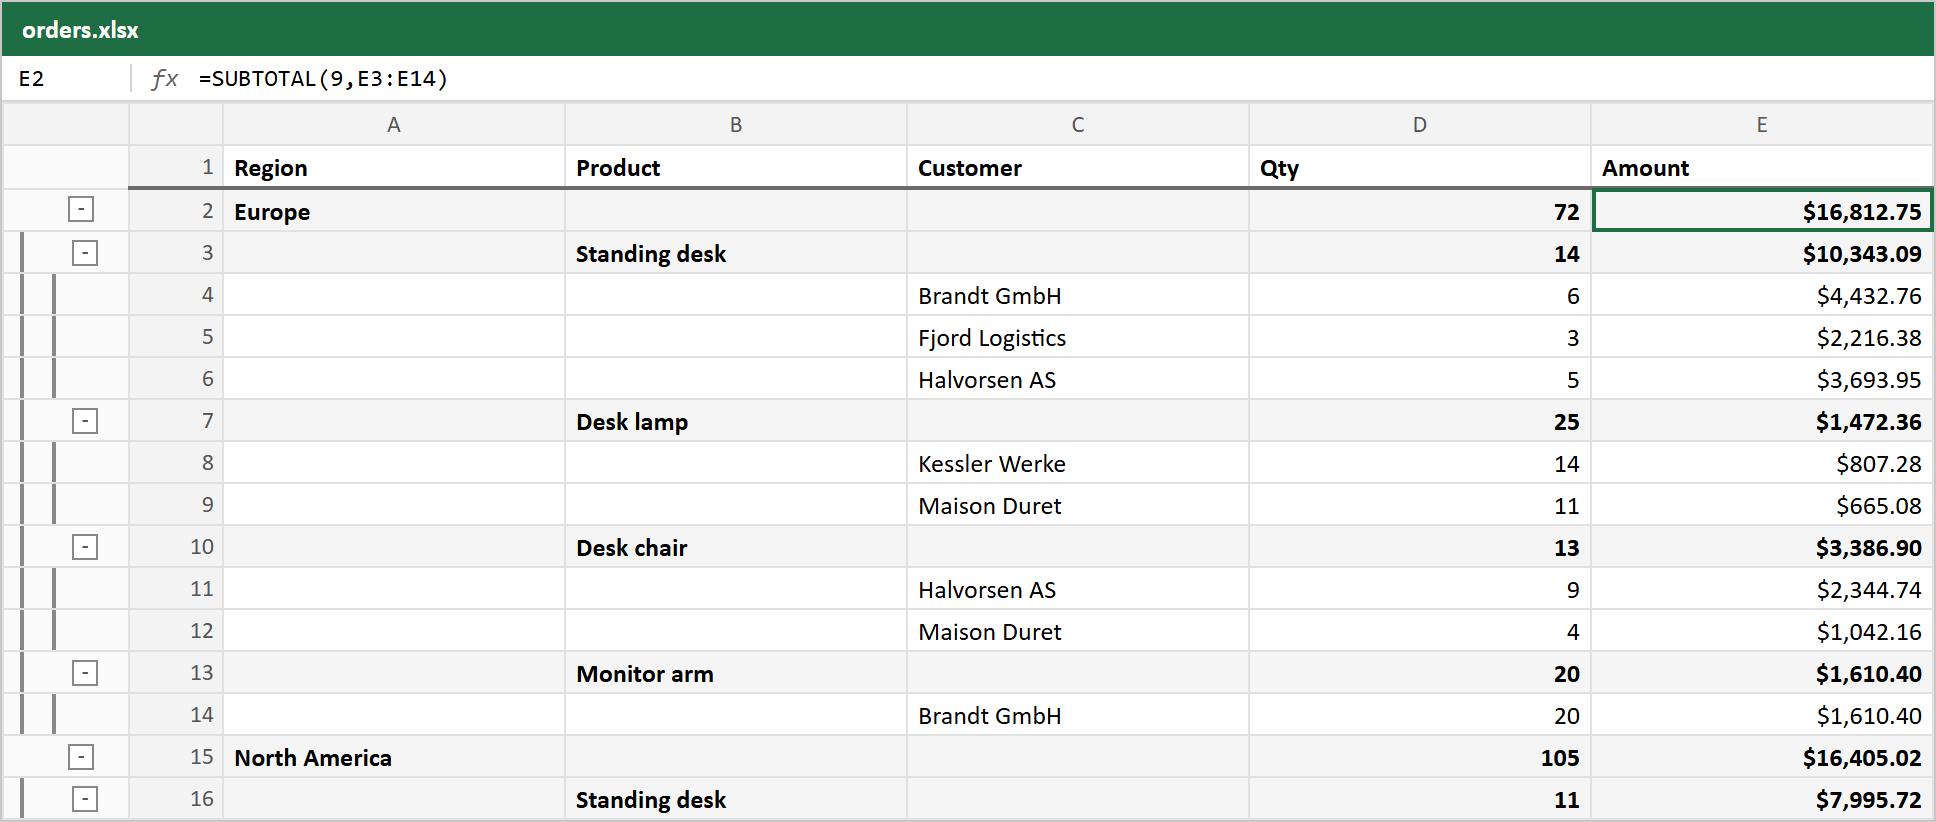 orders.xlsx
E2 fx =SUBTOTAL(9,E3:E14)
A B C D E
1 Region Product Customer Qty Amount
- 2 Europe 72 $16,812.75
- 3 Standing desk 14 $10,343.09
4 Brandt GmbH 6 $4,432.76
5 Fjord Logistics 3 $2,216.38
6 Halvorsen AS 5 $3,693.95
- 7 Desk lamp 25 $1,472.36
8 Kessler Werke 14 $807.28
9 Maison Duret 11 $665.08
- 10 Desk chair 13 $3,386.90
11 Halvorsen AS 9 $2,344.74
12 Maison Duret 4 $1,042.16
- 13 Monitor arm 20 $1,610.40
14 Brandt GmbH 20 $1,610.40
- 15 North America 105 $16,405.02
- 16 Standing desk 11 $7,995.72